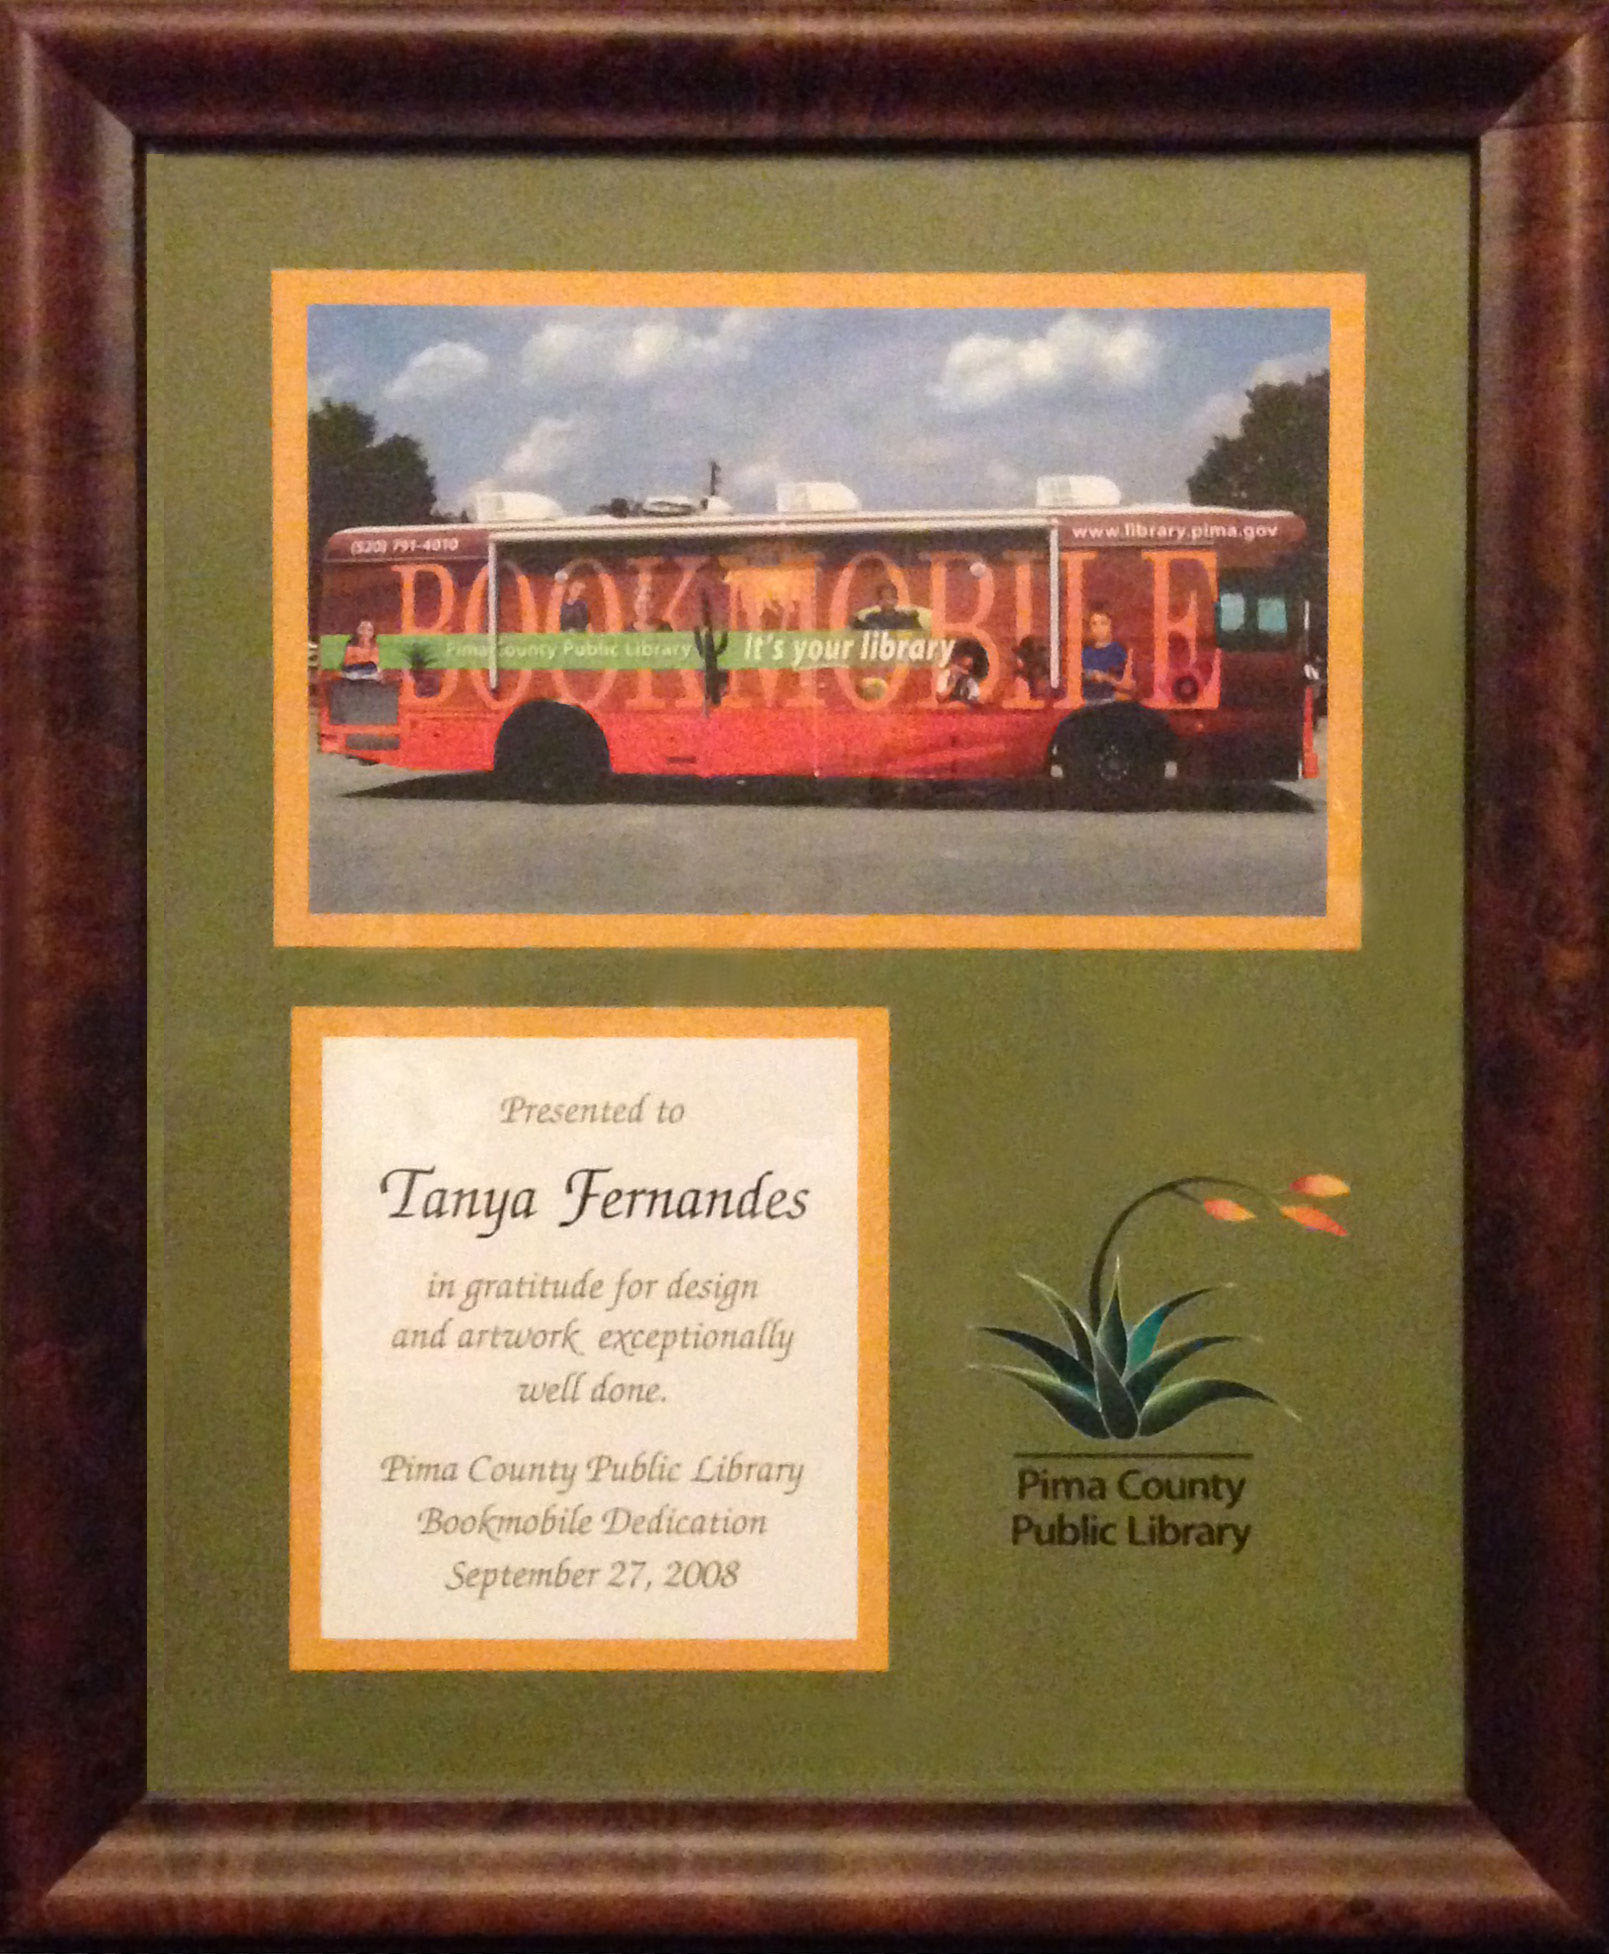 (520) 791-4010
www.library.pima.gov
BOOKMOBILE
Pima County Public Library
It's your library
Presented to
Tanya Fernandes
in gratitude for design
and artwork exceptionally
well done.
Pima County Public Library
Bookmobile Dedication
September 27, 2008
Pima County
Public Library